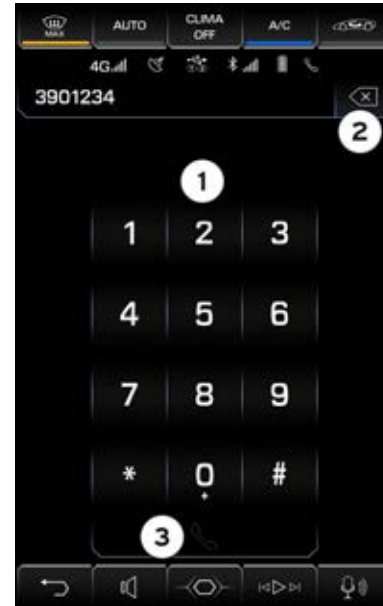 MAX AUTO CLIMA OFF A/C
4G
3901234
2
1
1 2 3
4 5 6
7 8 9
* 0 #
+
3